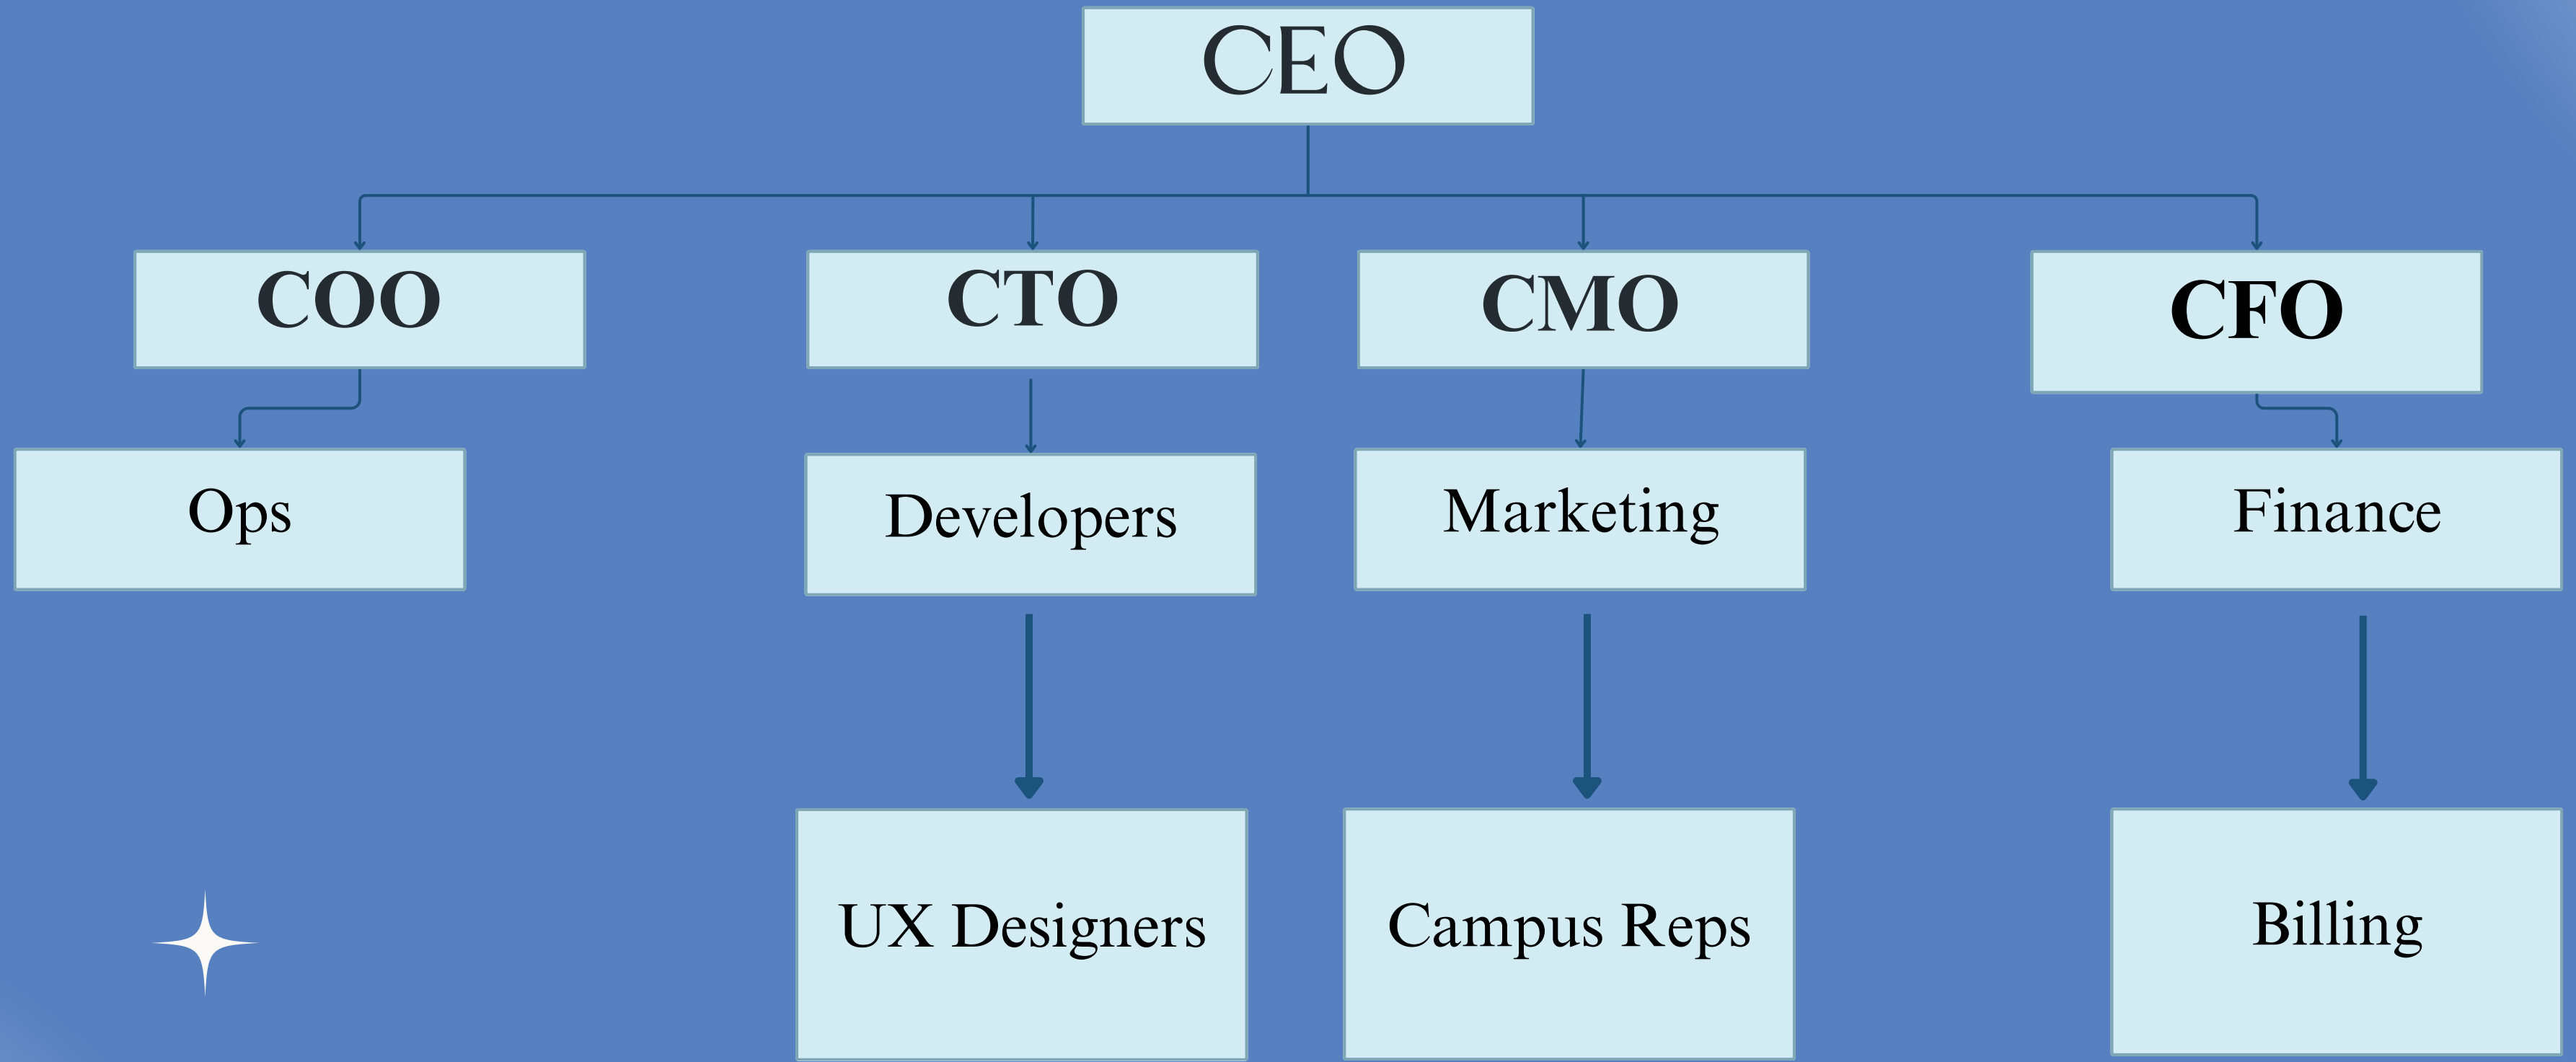 CEO
COO
CTO
CMO
CFO
Ops
Developers
Marketing
Finance
UX Designers
Campus Reps
Billing